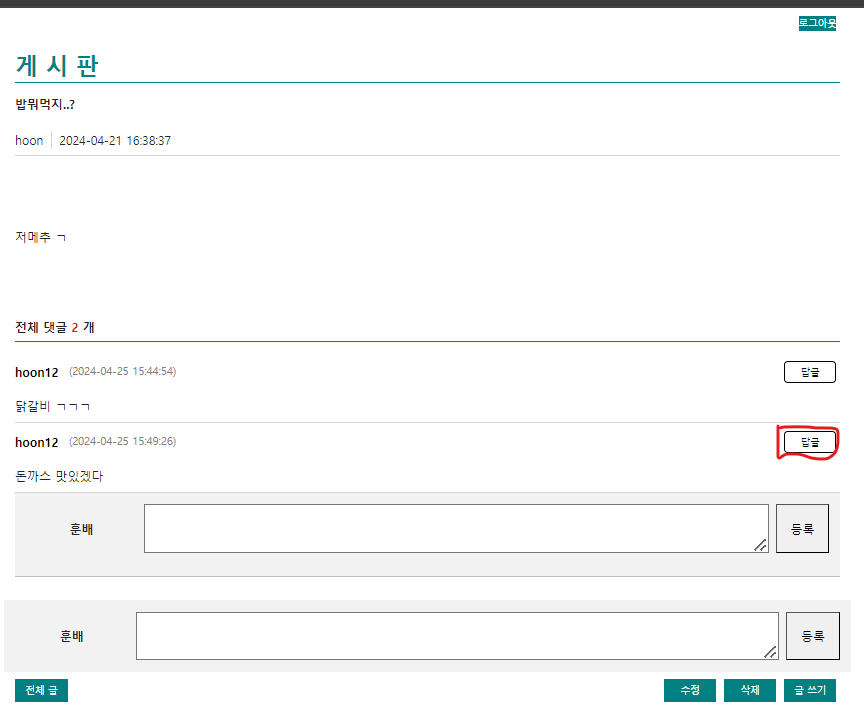 로그아웃
게 시 판
밥뭐먹지..?
hoon 2024-04-21 16:38:37
저메추 ㄱ
전체 댓글 2 개
hoon12 (2024-04-25 15:44:54) 답글
닭갈비 ㄱㄱㄱ
hoon12 (2024-04-25 15:49:26) 답글
돈까스 맛있겠다
훈배 등록
훈배 등록
전체 글 수정 삭제 글 쓰기